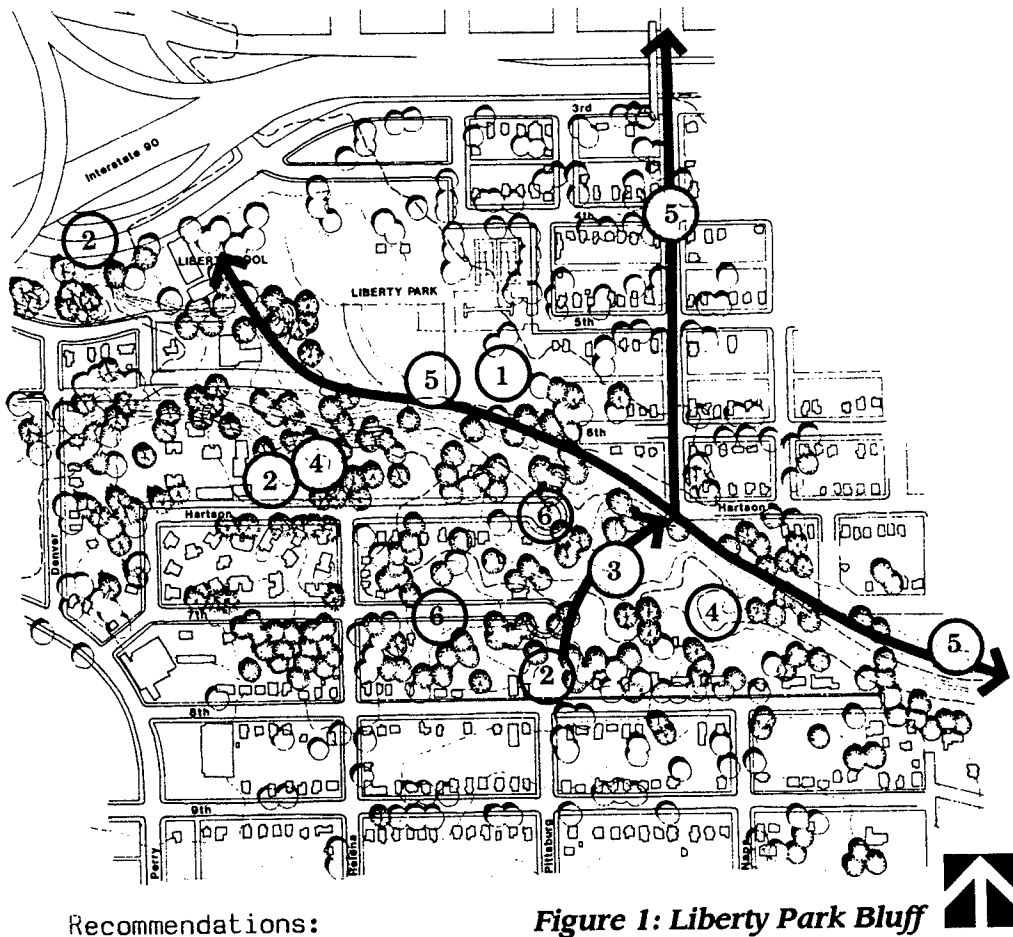 3rd
Interstate 90
4th
5
2
LIBERTY POOL
LIBERTY PARK
5th
5
1
6th
4
2
Hartson
Hartson
6
Denver
3
7th
6
4
5
2
8th
9th
Perry
Helena
Pittsburg
Napa
Recommendations:
Figure 1: Liberty Park Bluff